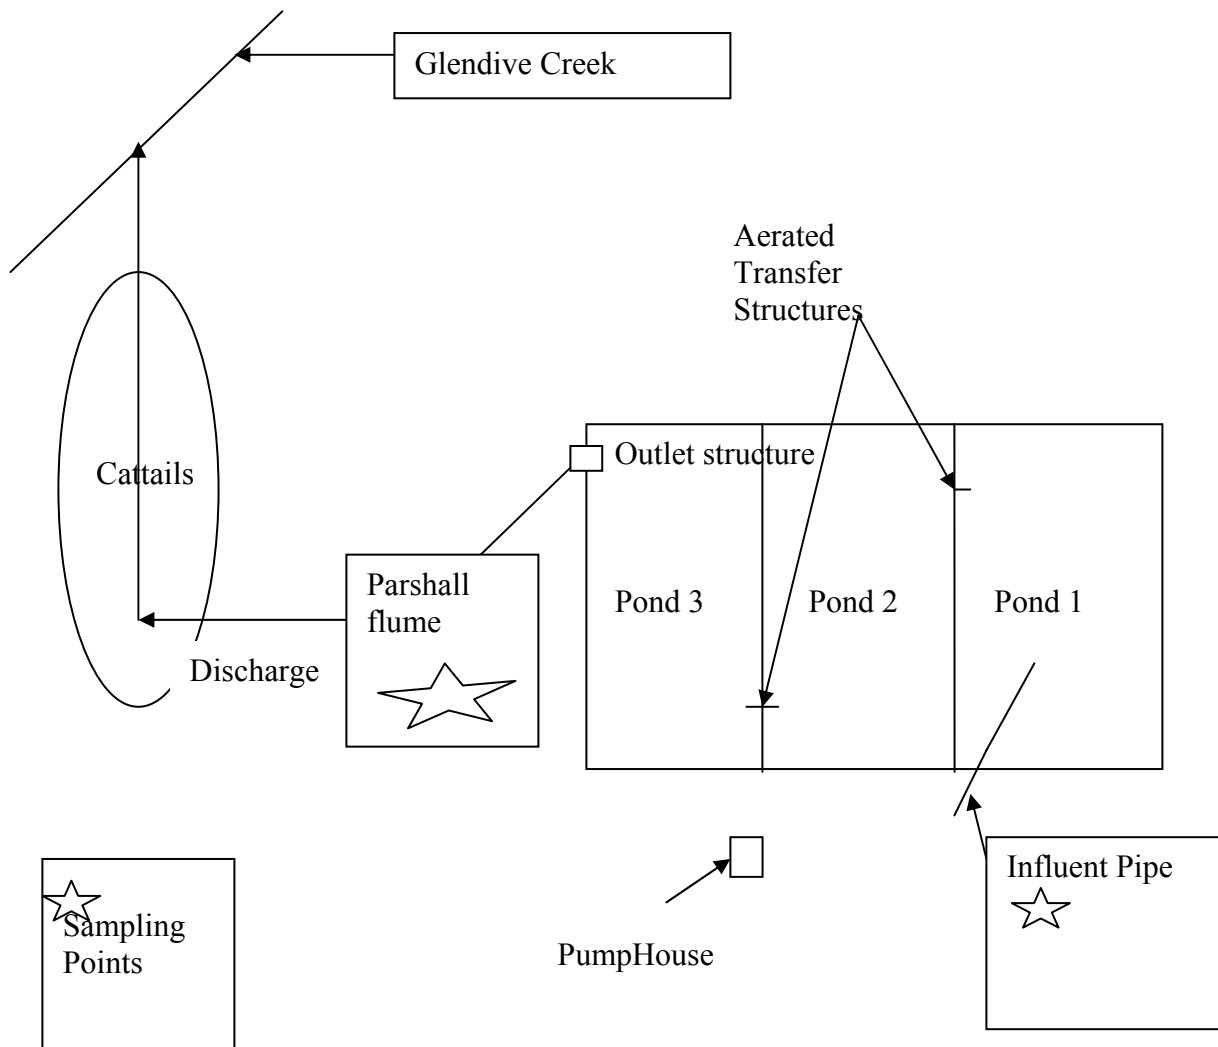 Glendive Creek
Aerated
Transfer
Structures
Outlet structure
Cattails
Parshall
flume
Pond 3
Pond 2
Pond 1
Discharge
Influent Pipe
Sampling
Points
PumpHouse